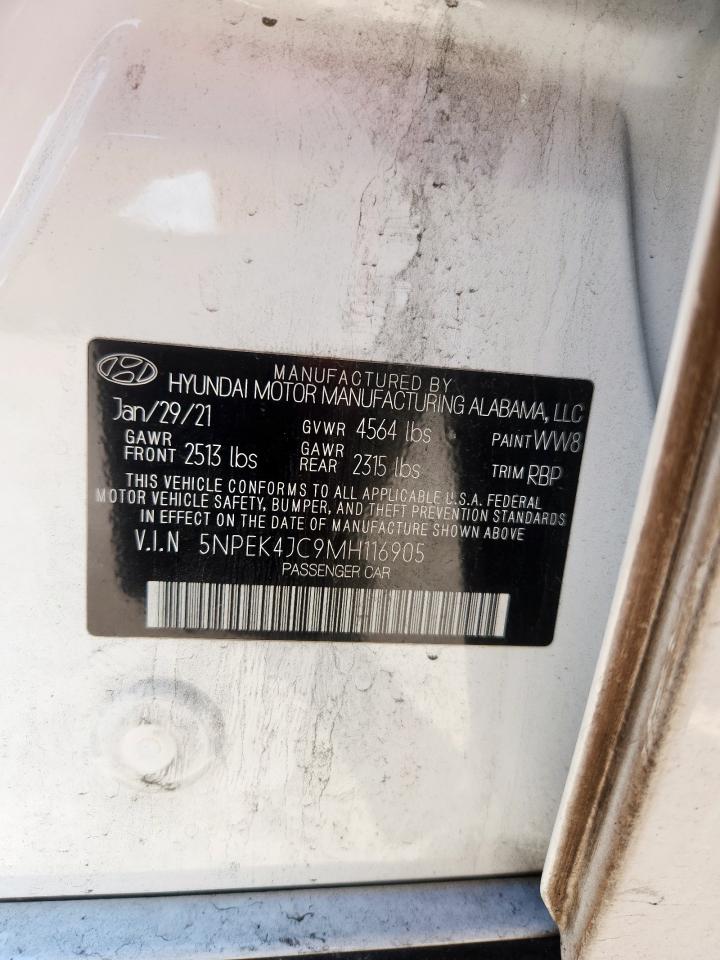 MANUFACTURED BY
HYUNDAI MOTOR MANUFACTURING ALABAMA, LLC
Jan/29/21 GVWR 4564 lbs PAINT WW8
GAWR FRONT 2513 lbs GAWR REAR 2315 lbs TRIM RBP
THIS VEHICLE CONFORMS TO ALL APPLICABLE U.S.A. FEDERAL
MOTOR VEHICLE SAFETY, BUMPER, AND THEFT PREVENTION STANDARDS
IN EFFECT ON THE DATE OF MANUFACTURE SHOWN ABOVE
V.I.N 5NPEK4JC9MH116905
PASSENGER CAR